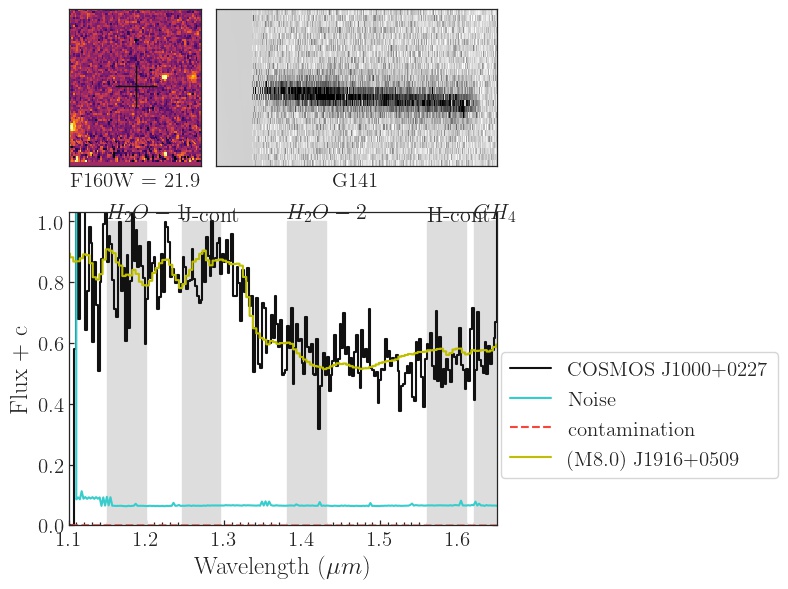 F160W = 21.9
G141
H₂O − 1 J-cont H₂O − 2 H-cont CH₄
1.0
0.8
0.6
0.4
0.2
0.0
Flux + c
1.1 1.2 1.3 1.4 1.5 1.6
Wavelength (μm)
COSMOS J1000+0227
Noise
contamination
(M8.0) J1916+0509